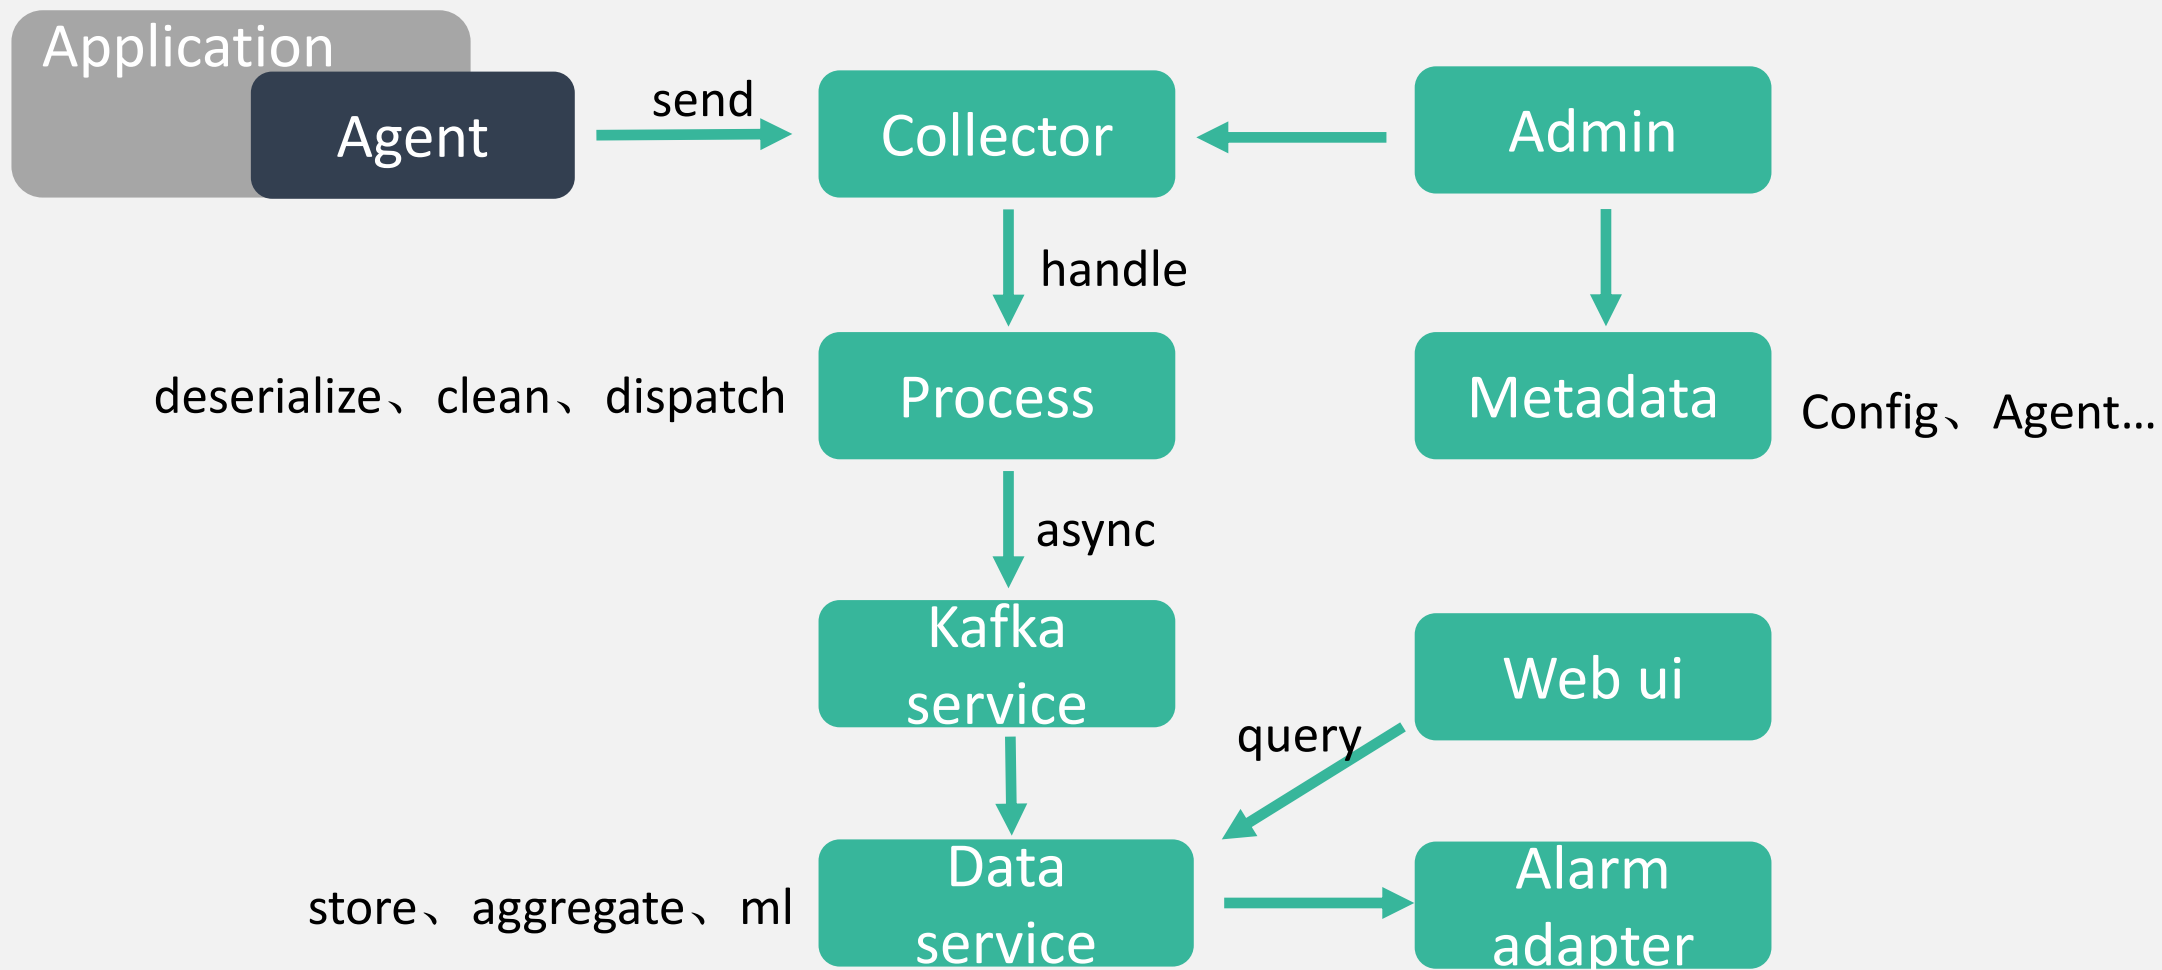 Application
Agent
send
Collector
Admin
handle
deserialize、clean、dispatch
Process
Metadata
Config、Agent...
async
Kafka
service
Web ui
query
store、aggregate、ml
Data
service
Alarm
adapter